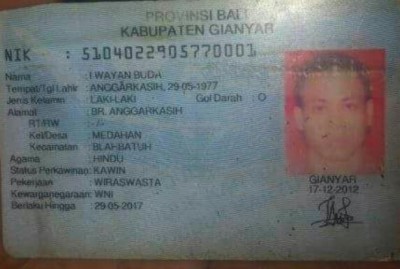 PROVINSI BALI
KABUPATEN GIANYAR
NIK : 5104022905770001
Nama : I WAYAN BUDA
Tempat/Tgl Lahir : ANGGARKASIH, 29-05-1977
Jenis Kelamin : LAKI-LAKI Gol Darah : O
Alamat : BR. ANGGARKASIH
RT/RW : -/-
Kel/Desa : MEDAHAN
Kecamatan : BLAHBATUH
Agama : HINDU
Status Perkawinan: KAWIN
Pekerjaan : WIRASWASTA
Kewarganegaraan: WNI
Berlaku Hingga : 29-05-2017
GIANYAR
17-12-2012